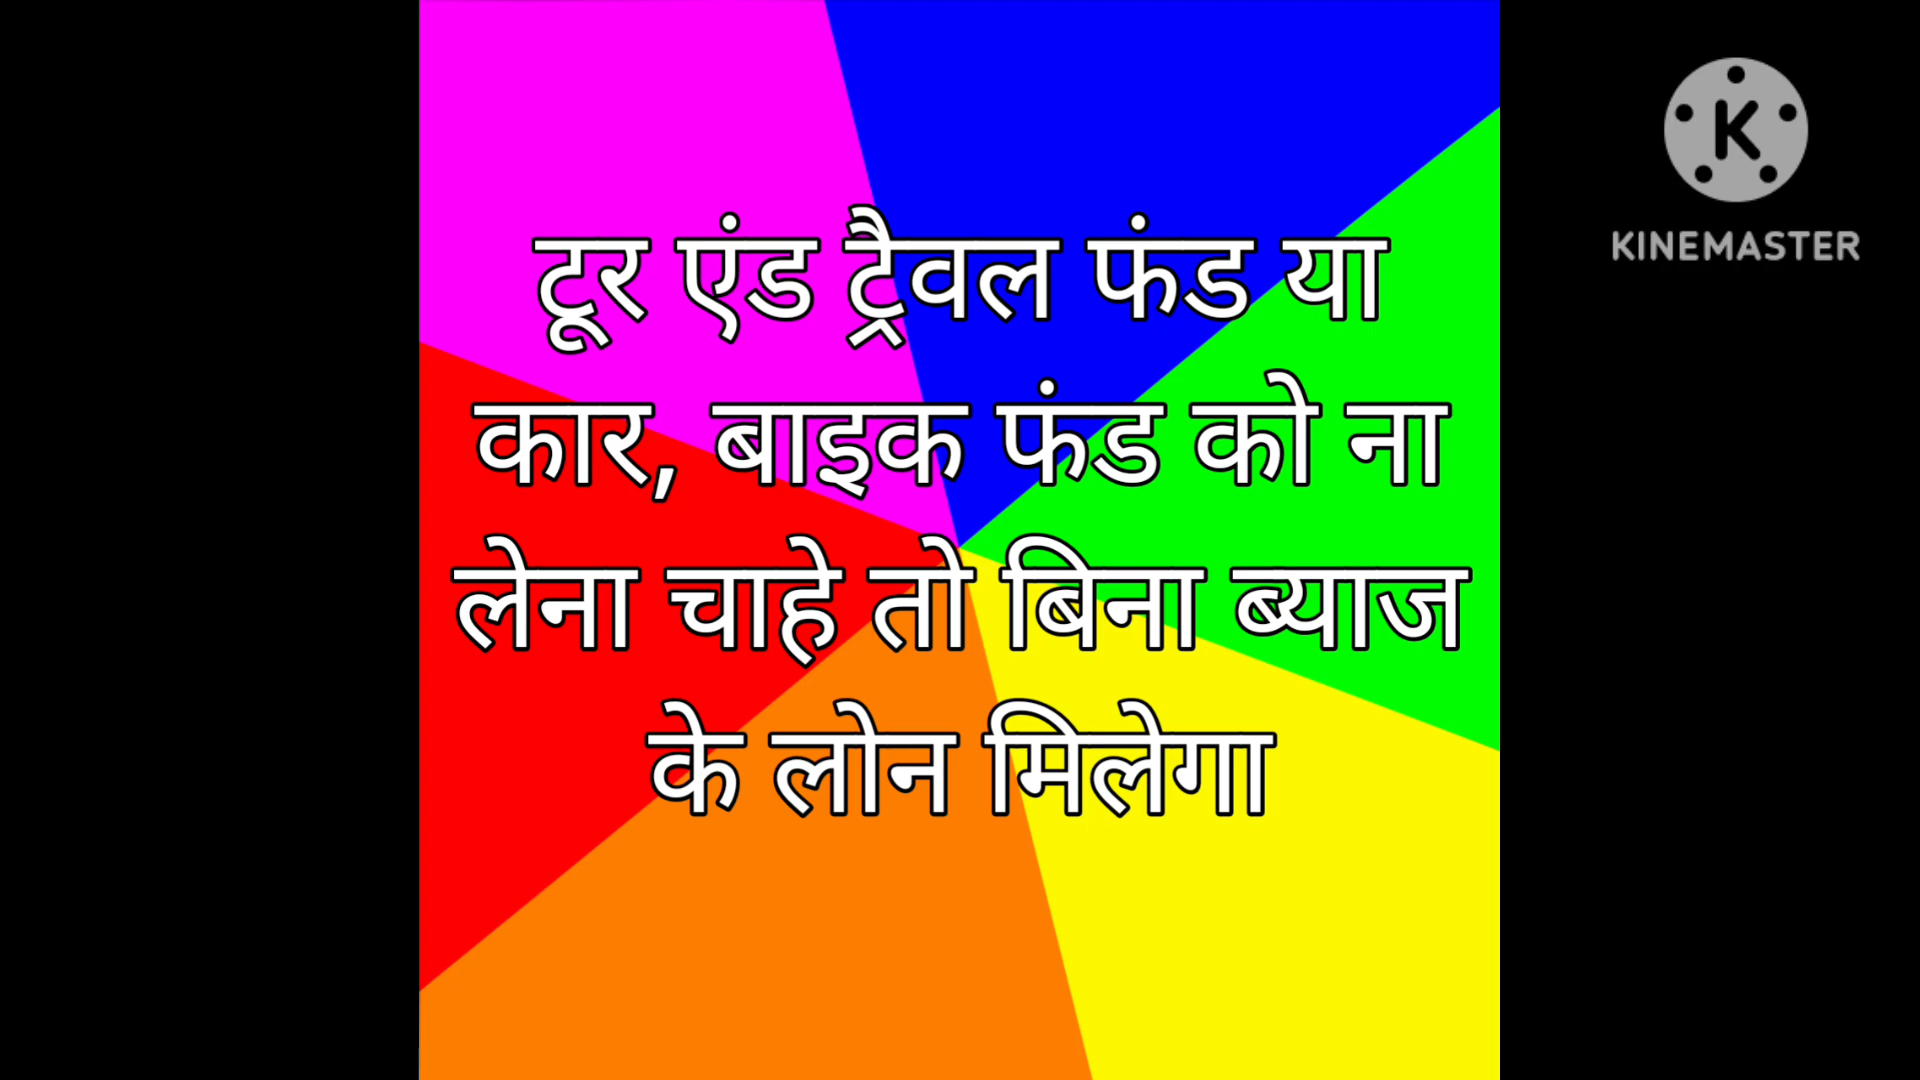 टूर एंड ट्रैवल फंड या
कार, बाइक फंड को ना
लेना चाहे तो बिना ब्याज
के लोन मिलेगा
K
KINEMASTER